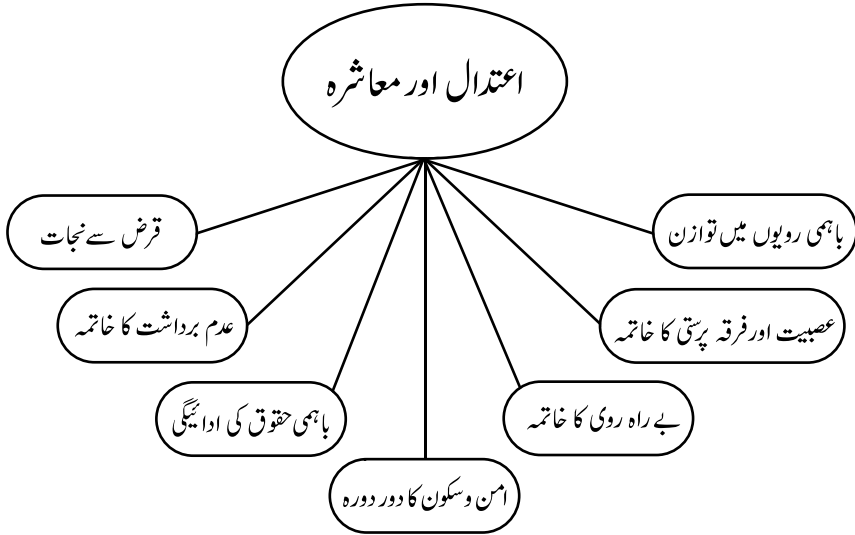 اعتدال اور معاشرہ
باہمی رویوں میں توازن
قرض سے نجات
عصبیت اور فرقہ پرستی کا خاتمہ
عدم برداشت کا خاتمہ
بے راہ روی کا خاتمہ
باہمی حقوق کی ادائیگی
امن و سکون کا دور دورہ